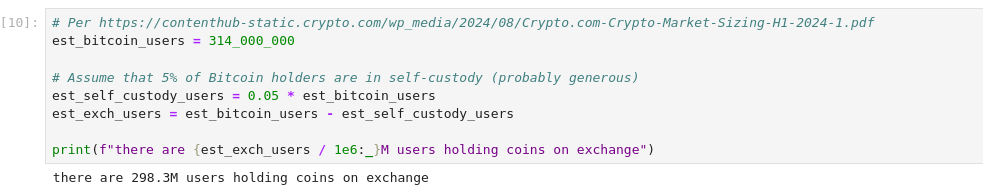 [10]: # Per https://contenthub-static.crypto.com/wp_media/2024/08/Crypto.com-Crypto-Market-Sizing-H1-2024-1.pdf
est_bitcoin_users = 314_000_000
# Assume that 5% of Bitcoin holders are in self-custody (probably generous)
est_self_custody_users = 0.05 * est_bitcoin_users
est_exch_users = est_bitcoin_users - est_self_custody_users
print(f"there are {est_exch_users / 1e6:_}M users holding coins on exchange")
there are 298.3M users holding coins on exchange